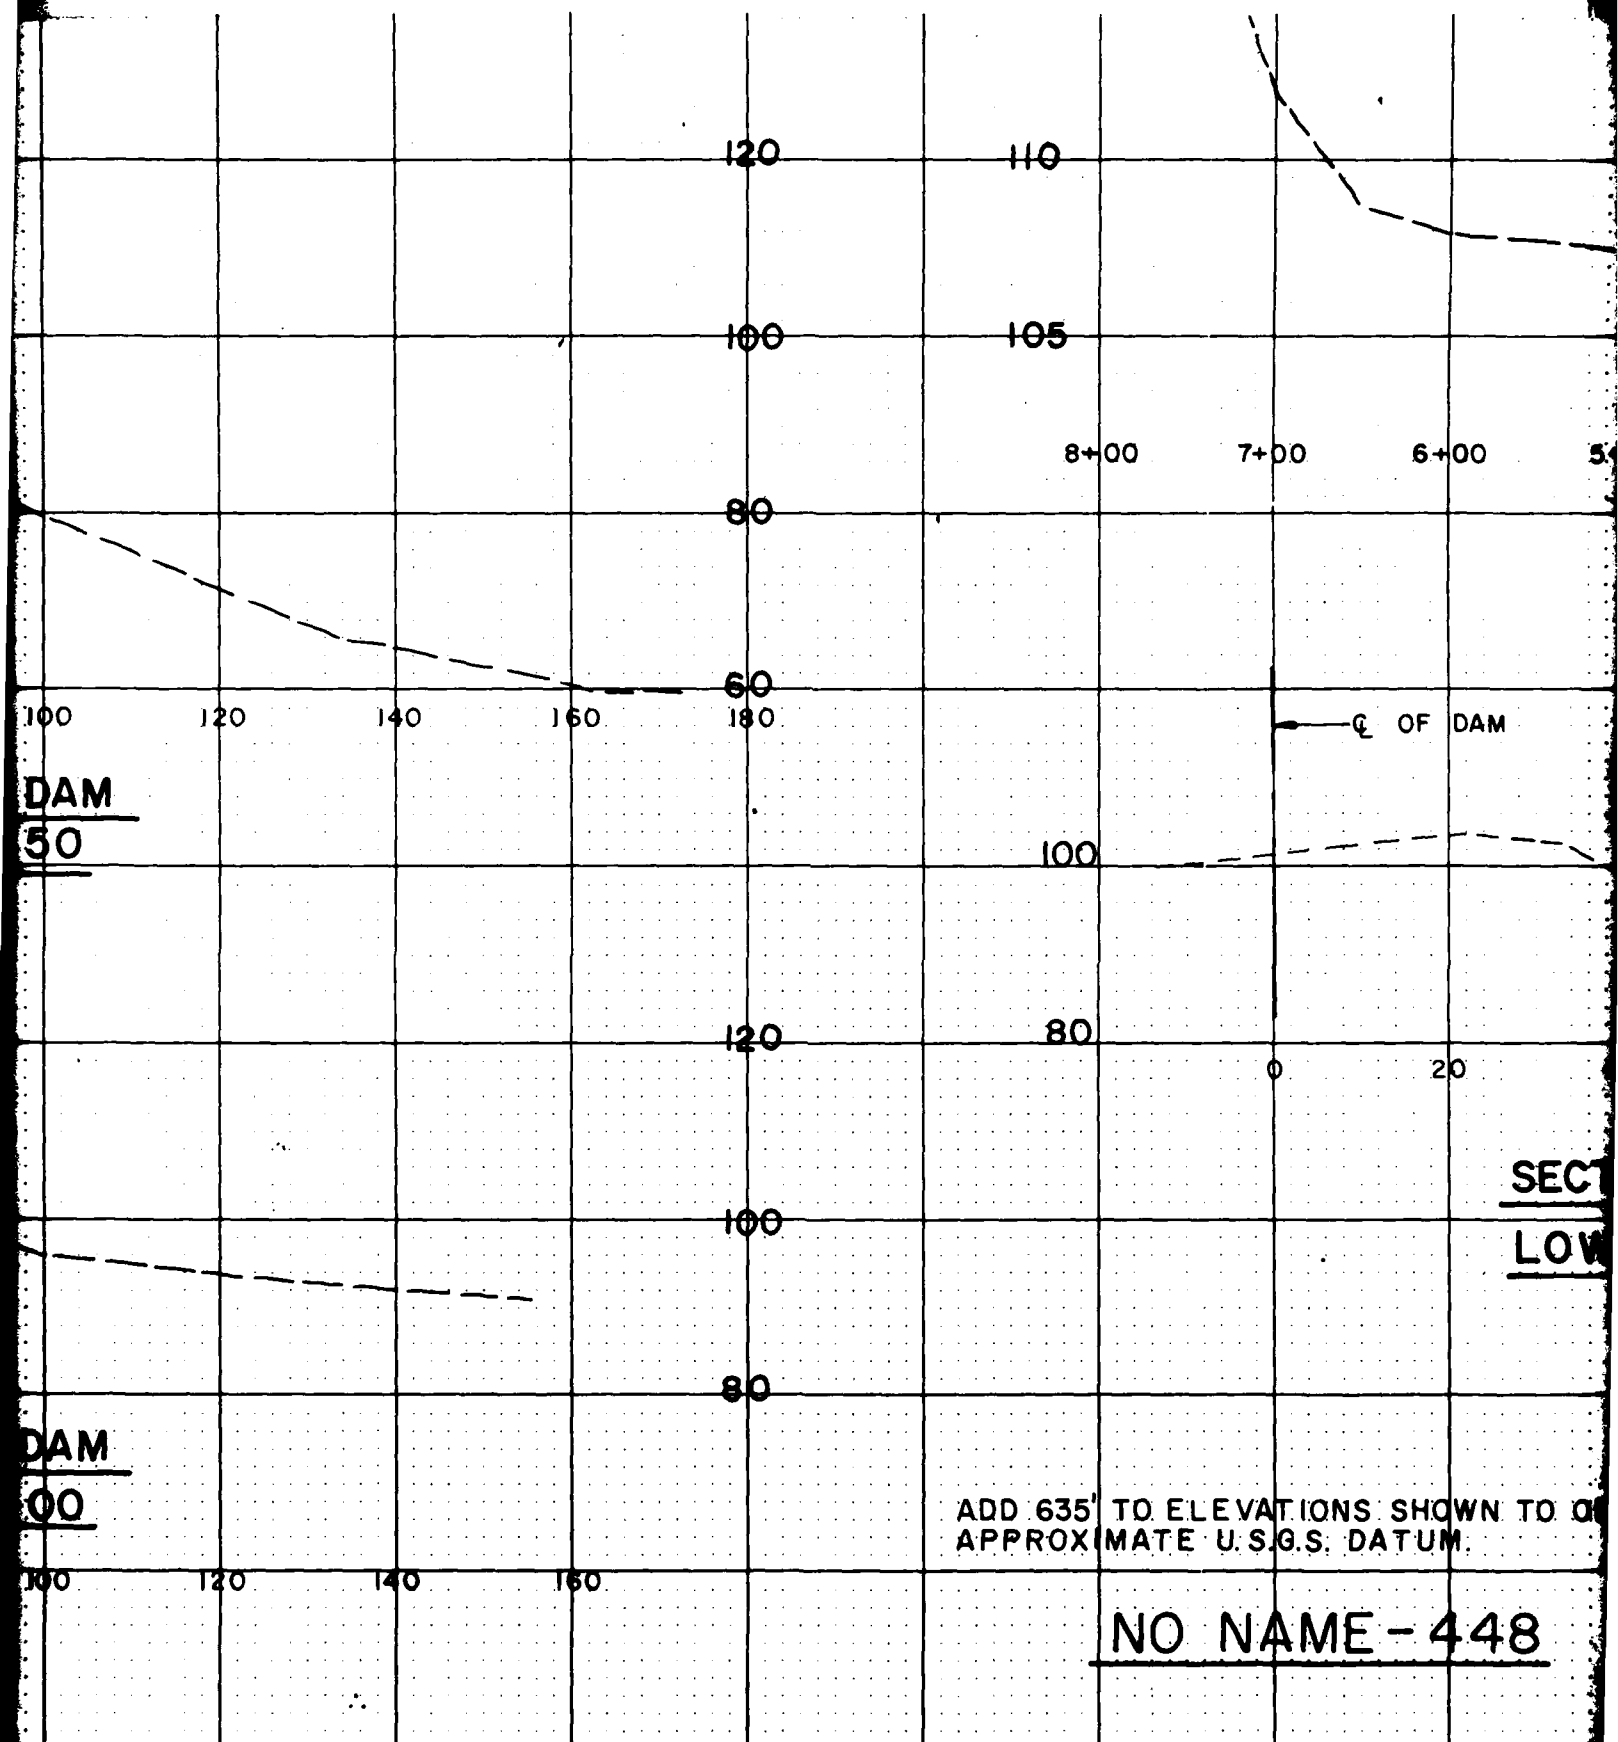 120
110
100
105
8+00 7+00 6+00
80
60
100 120 140 160 180
℄ OF DAM
DAM
50
100
80
120
0 20
SEC
LOW
100
80
DAM
00
ADD 635' TO ELEVATIONS SHOWN TO
APPROXIMATE U.S.G.S. DATUM.
100 120 140 160
NO NAME-448